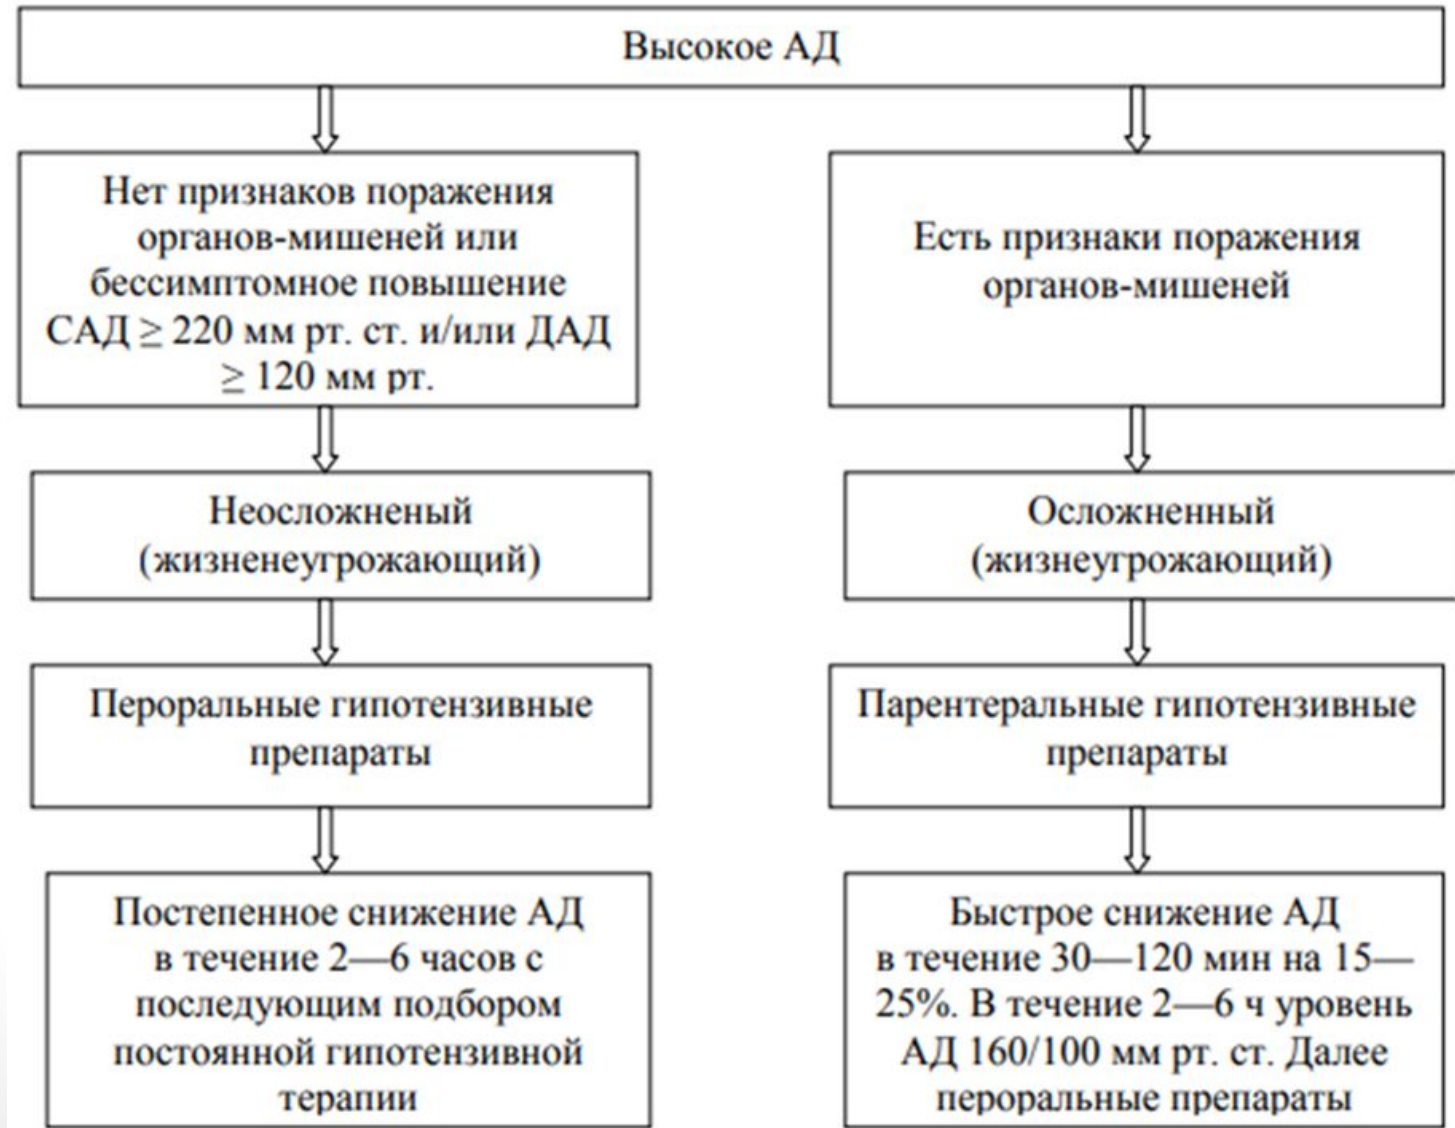 Высокое АД
Нет признаков поражения
органов-мишеней или
бессимптомное повышение
САД ≥ 220 мм рт. ст. и/или ДАД
≥ 120 мм рт.
Есть признаки поражения
органов-мишеней
Неосложненый
(жизненеугрожающий)
Осложненный
(жизнеугрожающий)
Пероральные гипотензивные
препараты
Парентеральные гипотензивные
препараты
Постепенное снижение АД
в течение 2—6 часов с
последующим подбором
постоянной гипотензивной
терапии
Быстрое снижение АД
в течение 30—120 мин на 15—
25%. В течение 2—6 ч уровень
АД 160/100 мм рт. ст. Далее
пероральные препараты